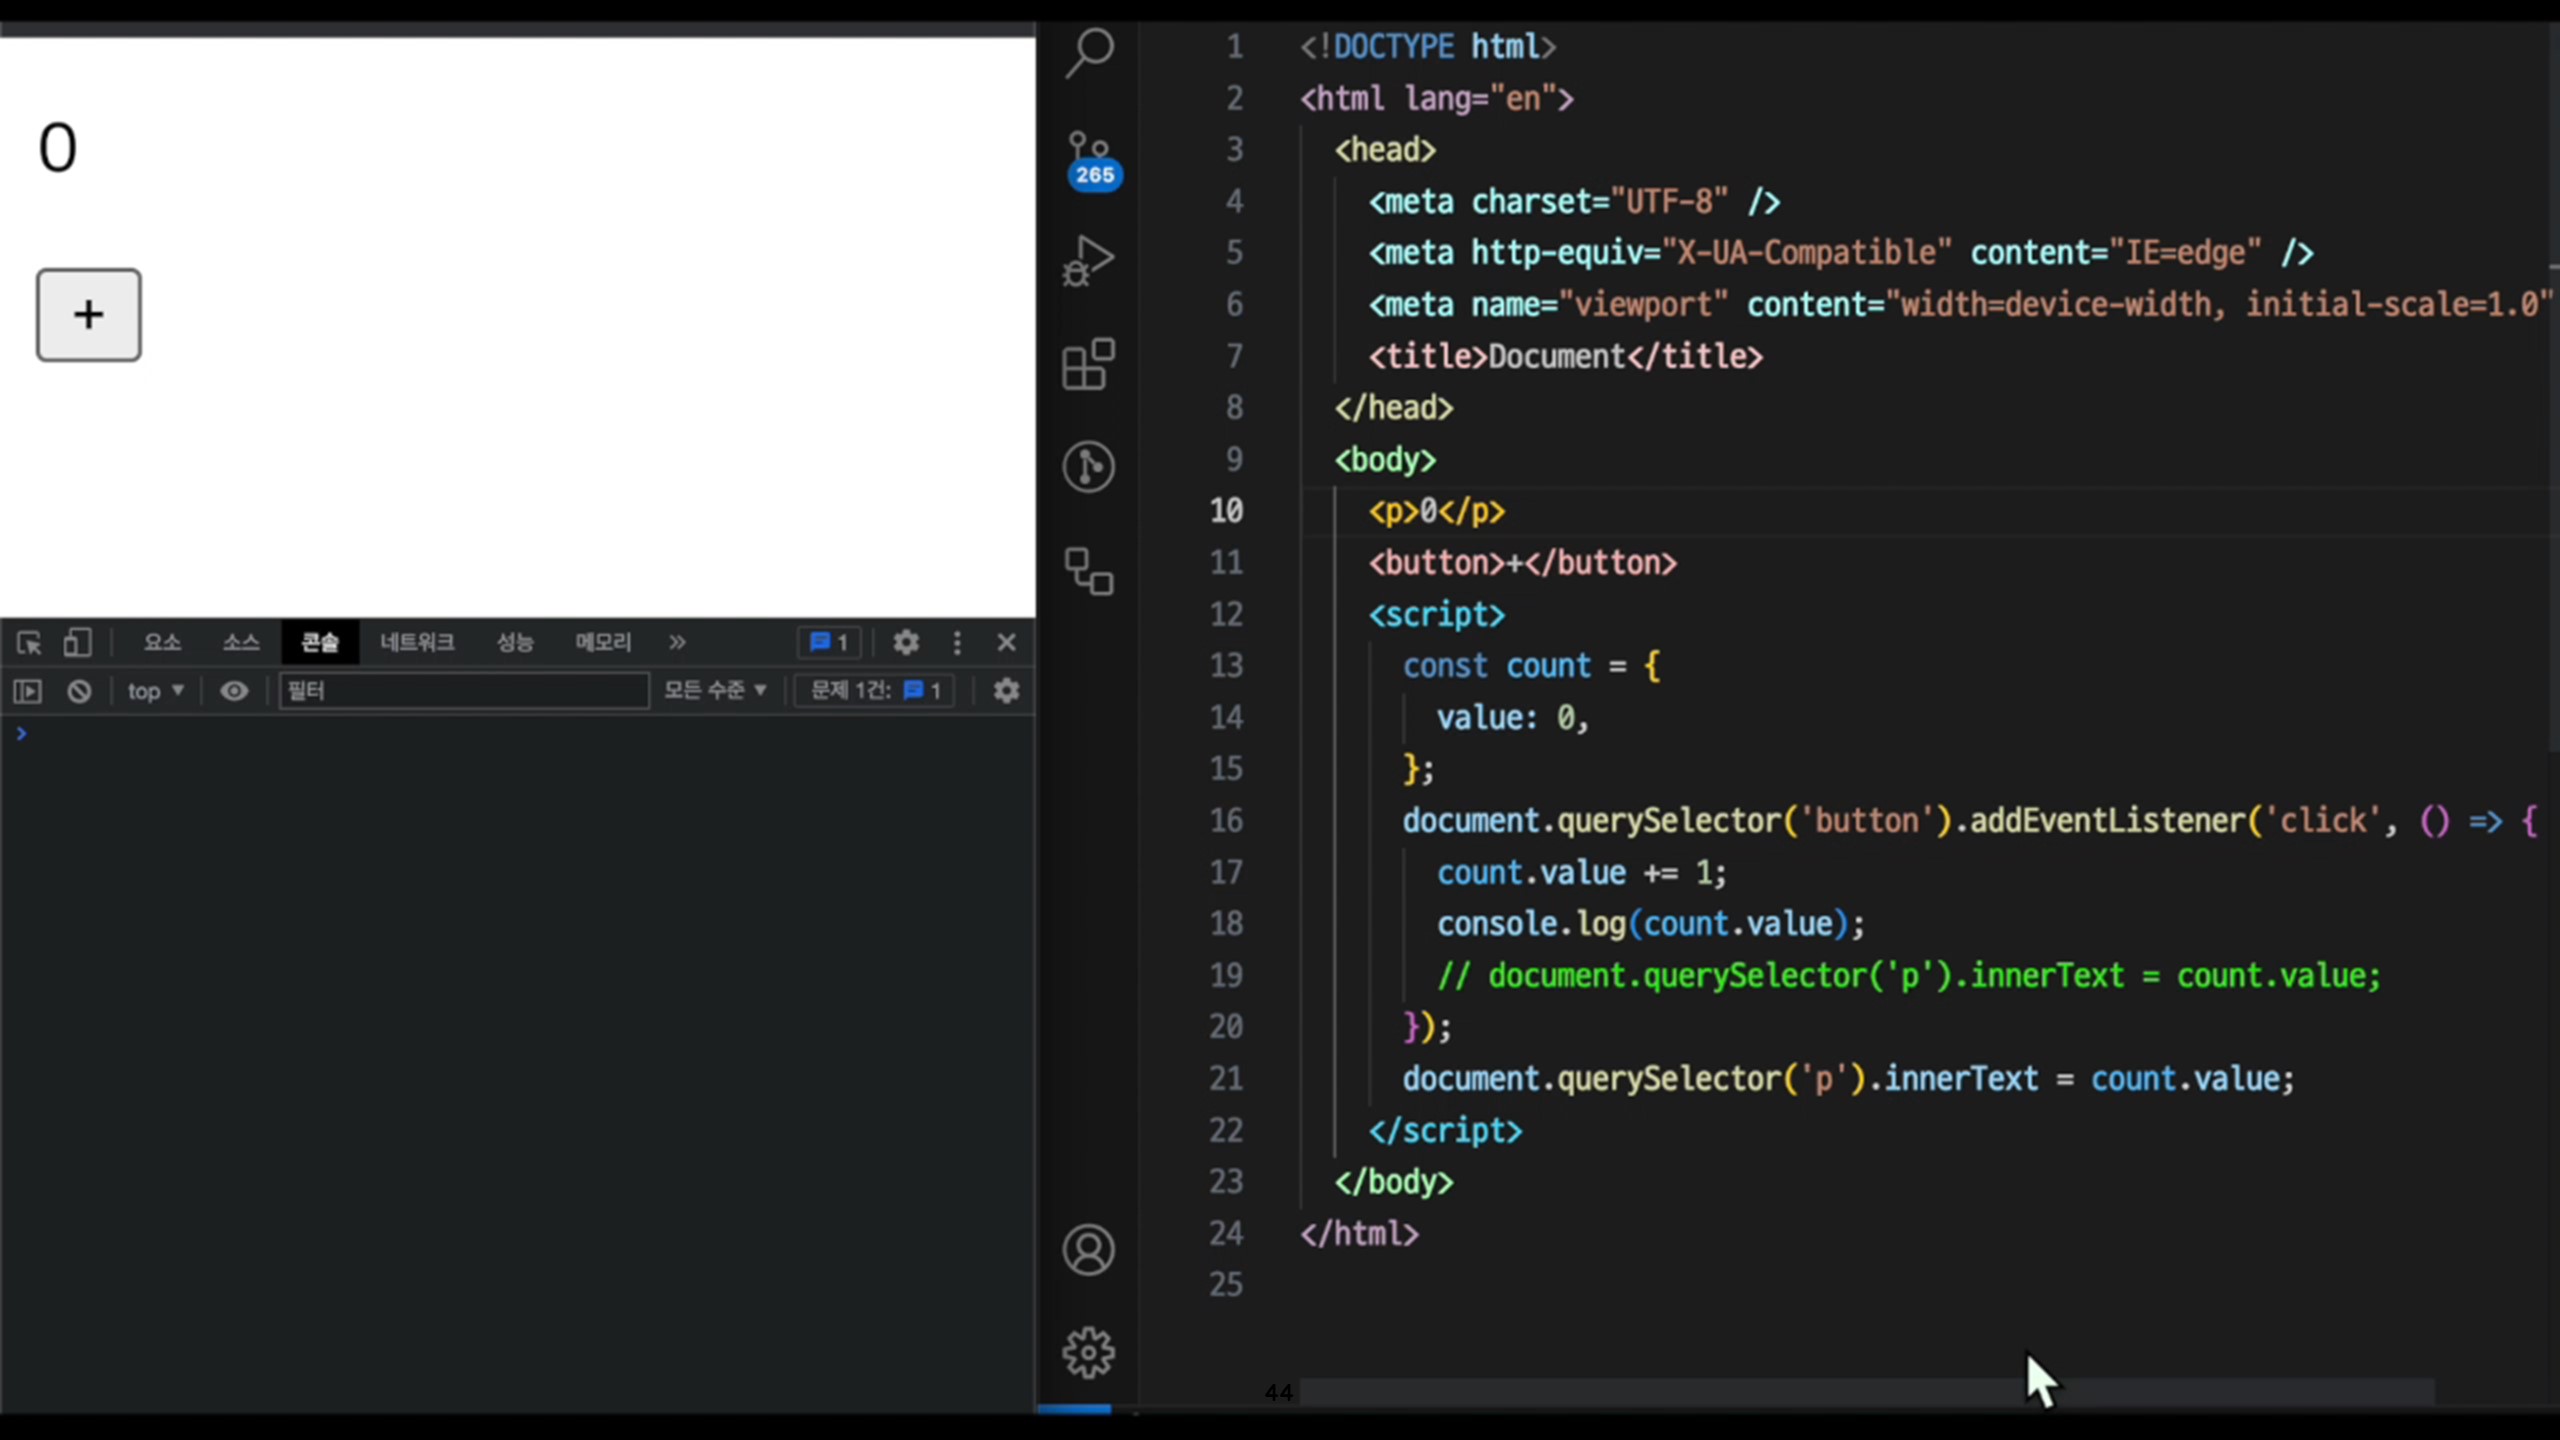 0
+
요소 소스 콘솔 네트워크 성능 메모리 » 1
top ▼ 필터 모든 수준 ▼ 문제 1건: 1
>
265
1 <!DOCTYPE html>
2 <html lang="en">
3 <head>
4 <meta charset="UTF-8" />
5 <meta http-equiv="X-UA-Compatible" content="IE=edge" />
6 <meta name="viewport" content="width=device-width, initial-scale=1.0"
7 <title>Document</title>
8 </head>
9 <body>
10 <p>0</p>
11 <button>+</button>
12 <script>
13 const count = {
14 value: 0,
15 };
16 document.querySelector('button').addEventListener('click', () => {
17 count.value += 1;
18 console.log(count.value);
19 // document.querySelector('p').innerText = count.value;
20 });
21 document.querySelector('p').innerText = count.value;
22 </script>
23 </body>
24 </html>
25
44